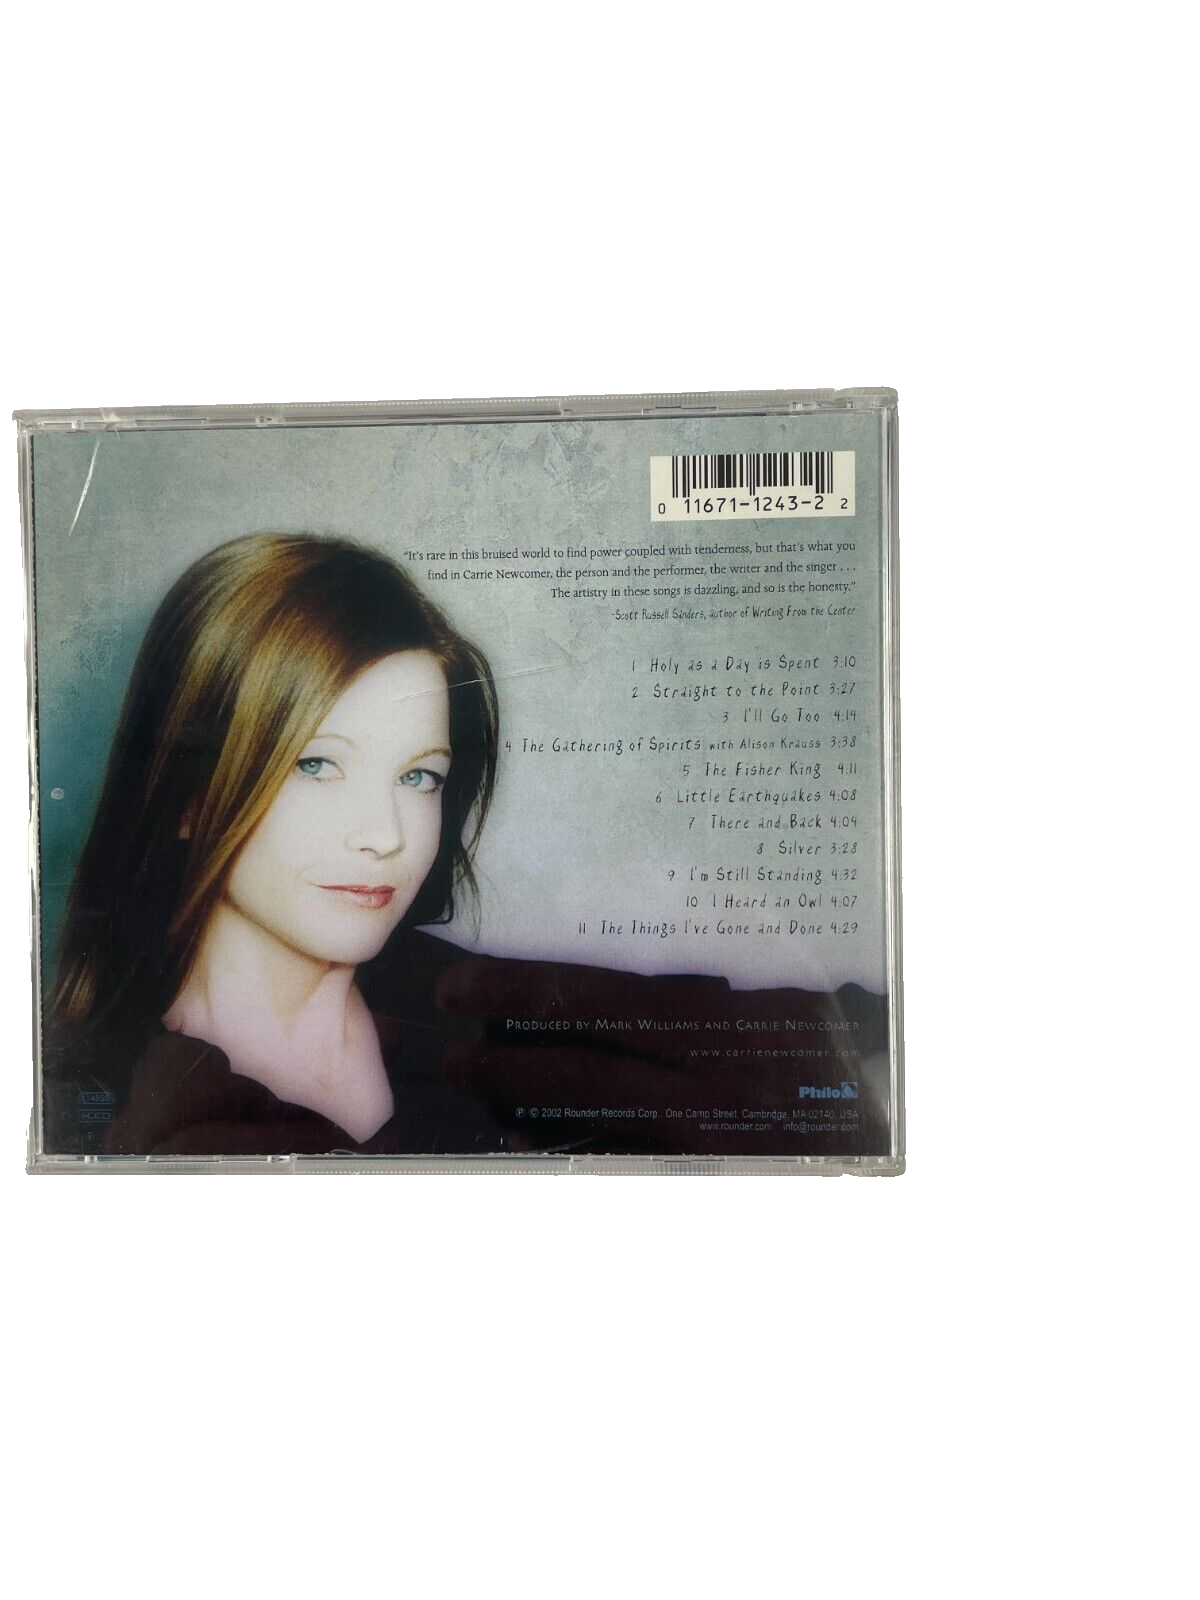 0 11671-1243-2 2
"It's rare in this bruised world to find power coupled with tenderness, but that's what you
find in Carrie Newcomer, the person and the performer, the writer and the singer . . .
The artistry in these songs is dazzling, and so is the honesty."
-Scott Russell Sanders, author of Writing From the Center
1 Holy as a Day is Spent 3:10
2 Straight to the Point 3:27
3 I'll Go Too 4:14
4 The Gathering of Spirits with Alison Krauss 3:38
5 The Fisher King 4:11
6 Little Earthquakes 4:08
7 There and Back 4:04
8 Silver 3:28
9 I'm Still Standing 4:32
10 I Heard an Owl 4:07
11 The Things I've Gone and Done 4:29
Produced by Mark Williams and Carrie Newcomer
www.carrienewcomer.com
Philo
℗ © 2002 Rounder Records Corp., One Camp Street, Cambridge, MA 02140, USA
www.rounder.com info@rounder.com
HDCD